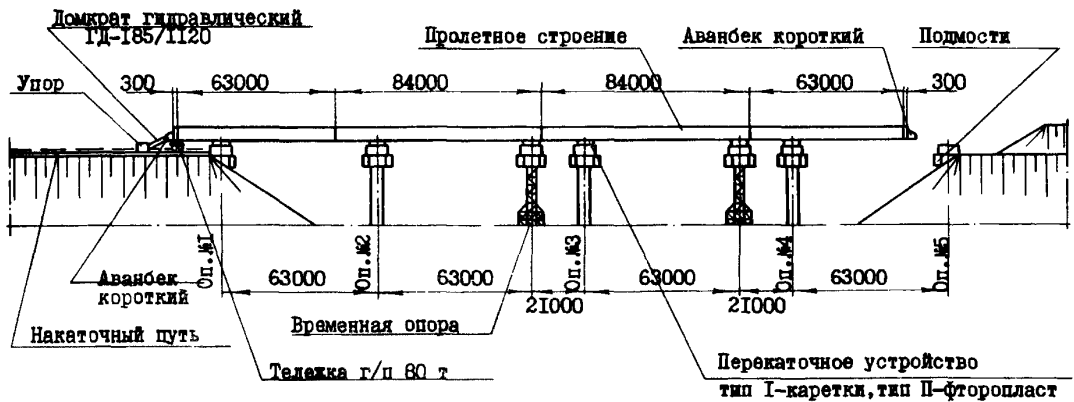 Домкрат гидравлический
ГД-185/1120
Пролетное строение
Аванбек короткий
Подмости
Упор
300
63000
84000
84000
63000
300
Оп.№1
Оп.№2
Оп.№3
Оп.№4
Оп.№5
63000
63000
21000
63000
21000
63000
Аванбек
короткий
Накаточный путь
Временная опора
Тележка г/п 80 т
Перекаточное устройство
тип I-каретки, тип II-фторопласт